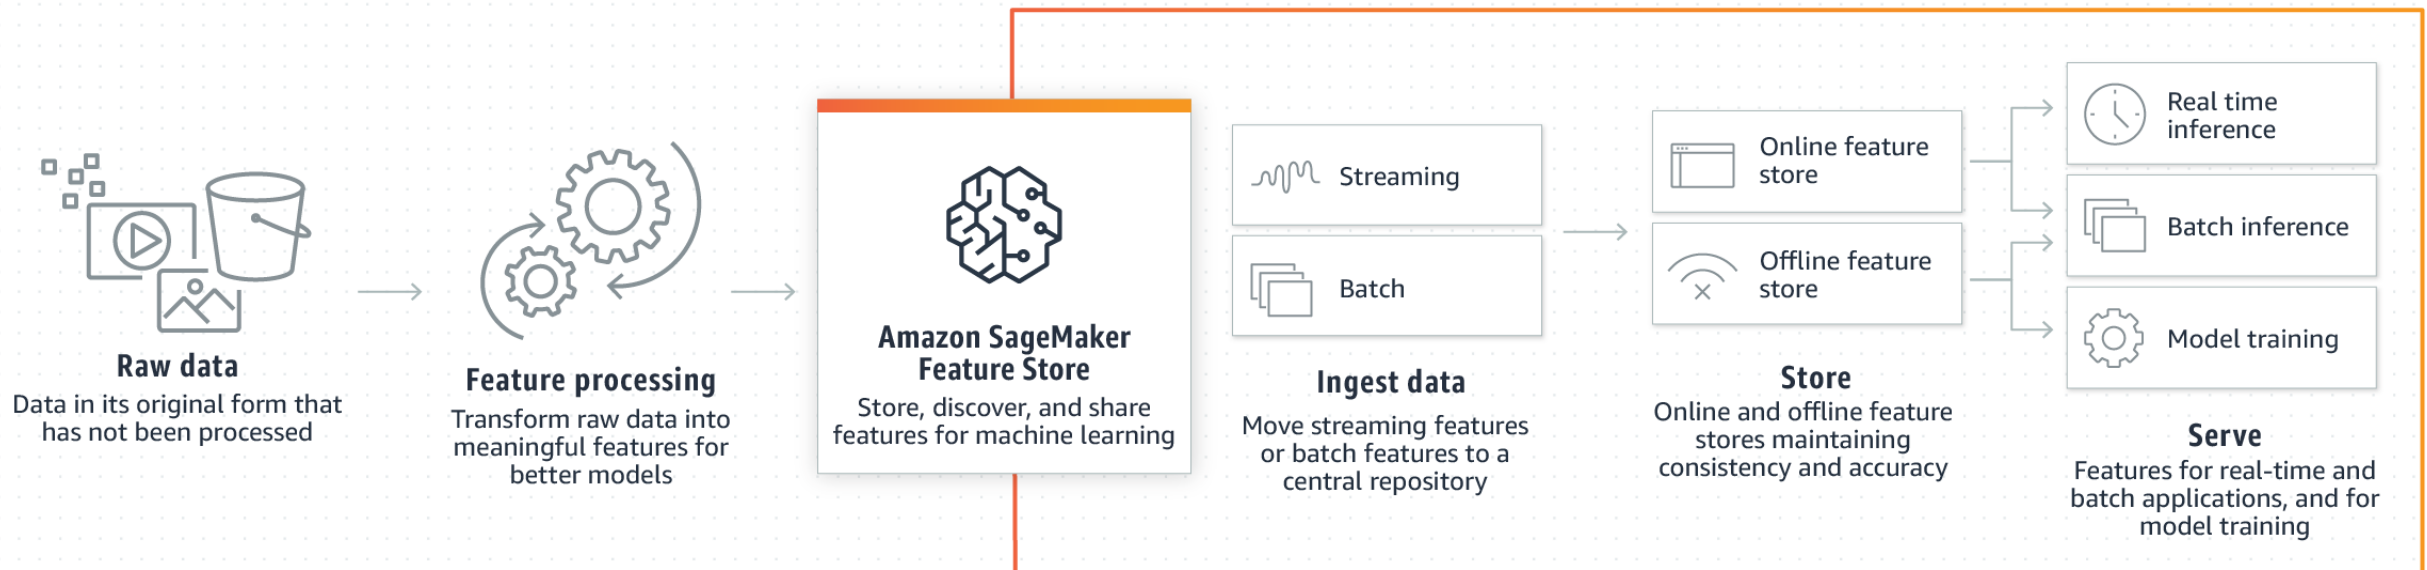 Raw data
Data in its original form that
has not been processed
Feature processing
Transform raw data into
meaningful features for
better models
Amazon SageMaker
Feature Store
Store, discover, and share
features for machine learning
Streaming
Batch
Ingest data
Move streaming features
or batch features to a
central repository
Online feature
store
Offline feature
store
Store
Online and offline feature
stores maintaining
consistency and accuracy
Real time
inference
Batch inference
Model training
Serve
Features for real-time and
batch applications, and for
model training